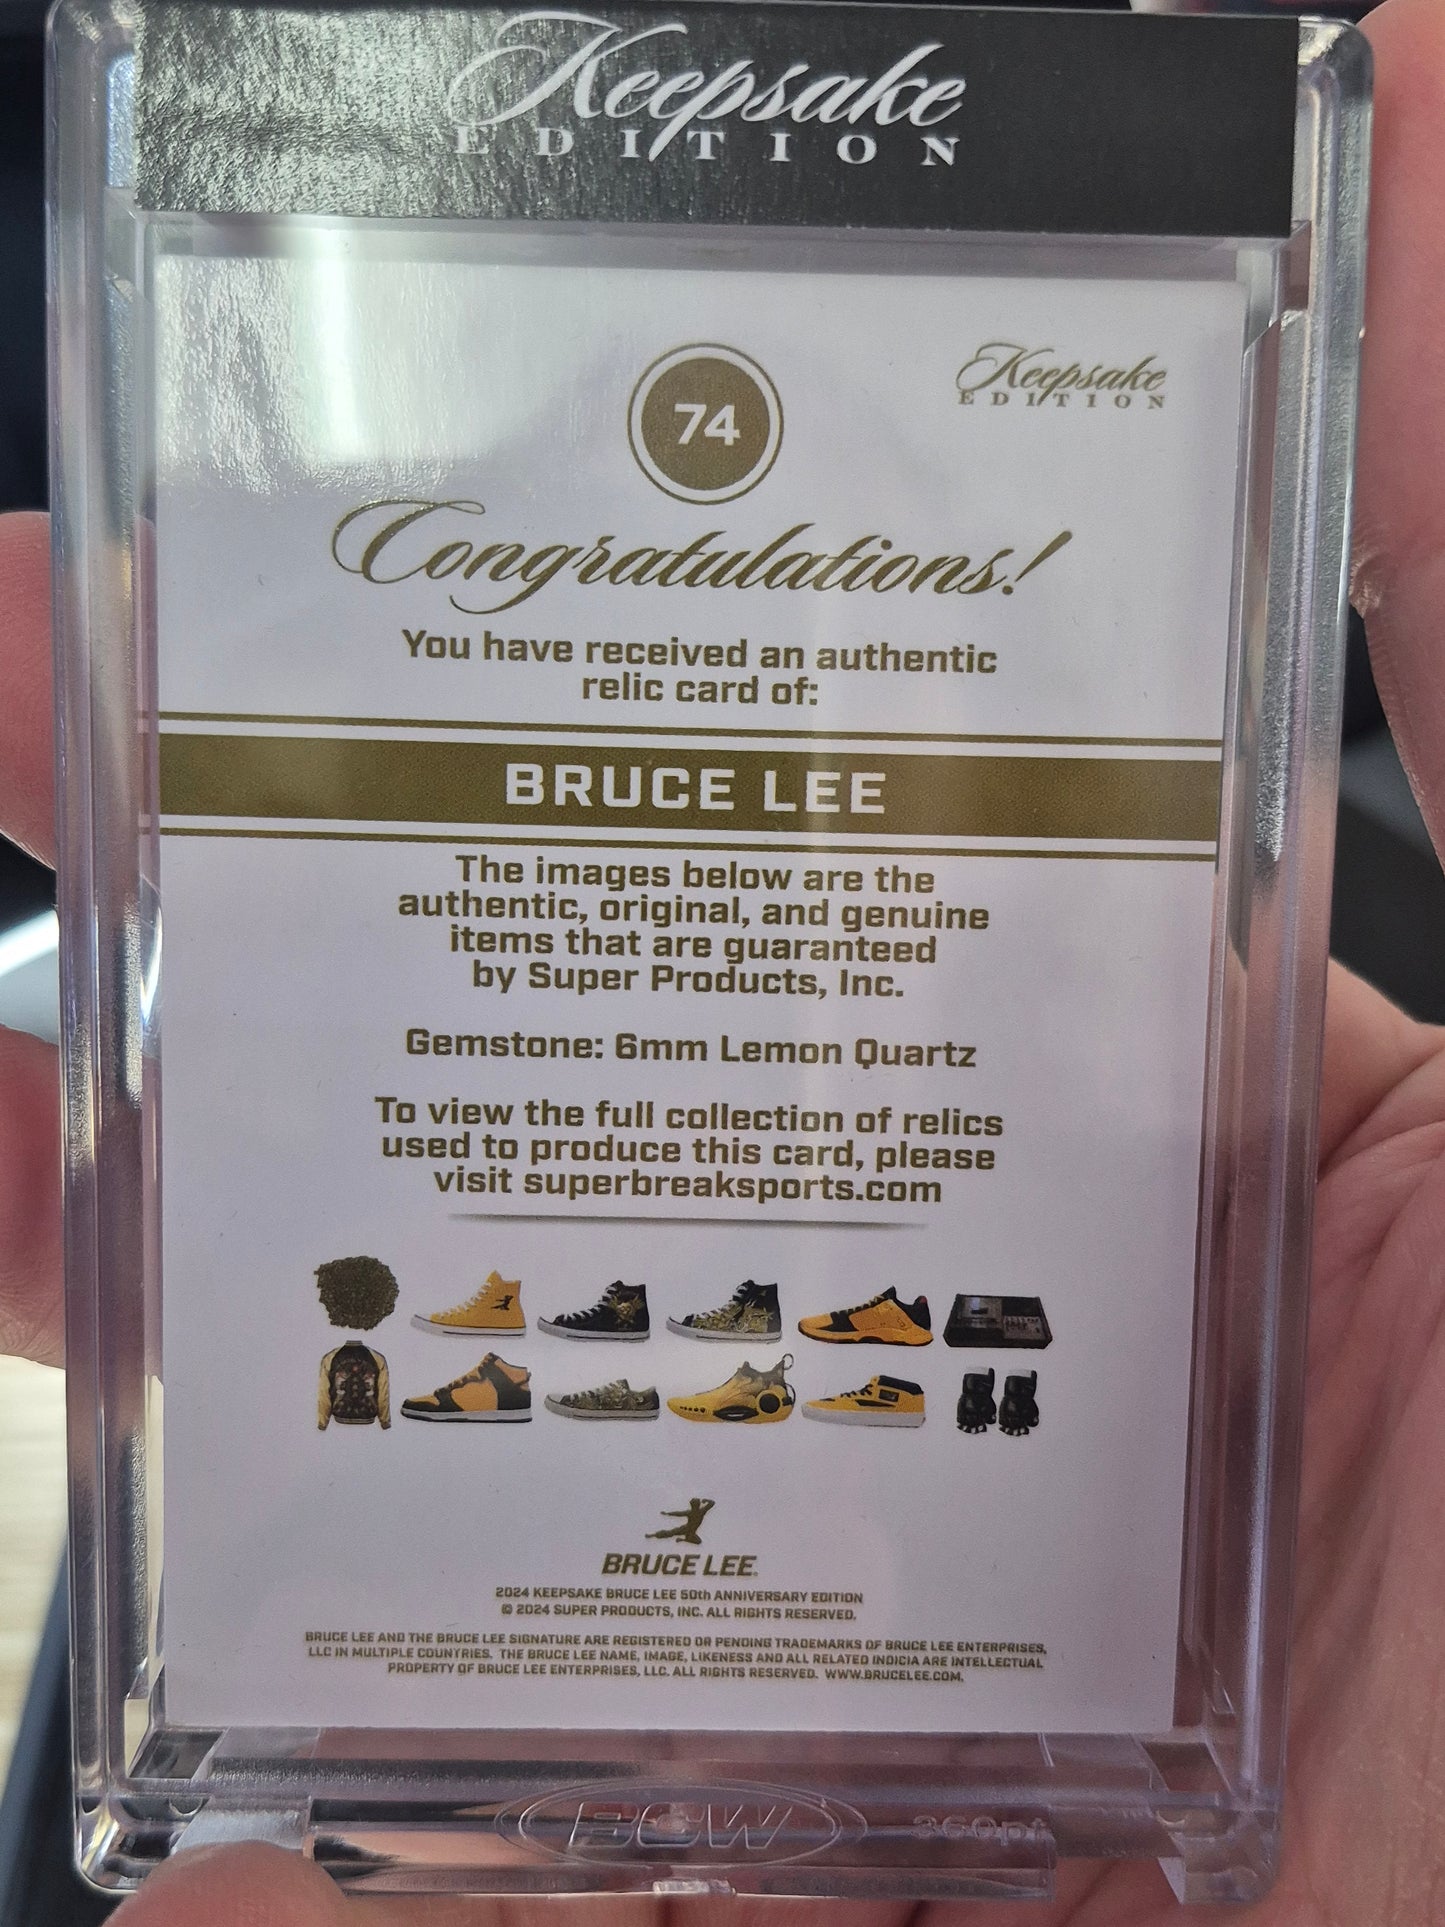 Keepsake
EDITION
74
Keepsake
EDITION
Congratulations!
You have received an authentic
relic card of:
BRUCE LEE
The images below are the
authentic, original, and genuine
items that are guaranteed
by Super Products, Inc.
Gemstone: 6mm Lemon Quartz
To view the full collection of relics
used to produce this card, please
visit superbreaksports.com
BRUCE LEE
2024 KEEPSAKE BRUCE LEE 50th ANNIVERSARY EDITION
© 2024 SUPER PRODUCTS, INC. ALL RIGHTS RESERVED.
BRUCE LEE AND THE BRUCE LEE SIGNATURE ARE REGISTERED OR PENDING TRADEMARKS OF BRUCE LEE ENTERPRISES,
LLC IN MULTIPLE COUNTRIES. THE BRUCE LEE NAME, IMAGE, LIKENESS AND ALL RELATED INDICIA ARE INTELLECTUAL
PROPERTY OF BRUCE LEE ENTERPRISES, LLC. ALL RIGHTS RESERVED. WWW.BRUCELEE.COM.
BCW 360pt